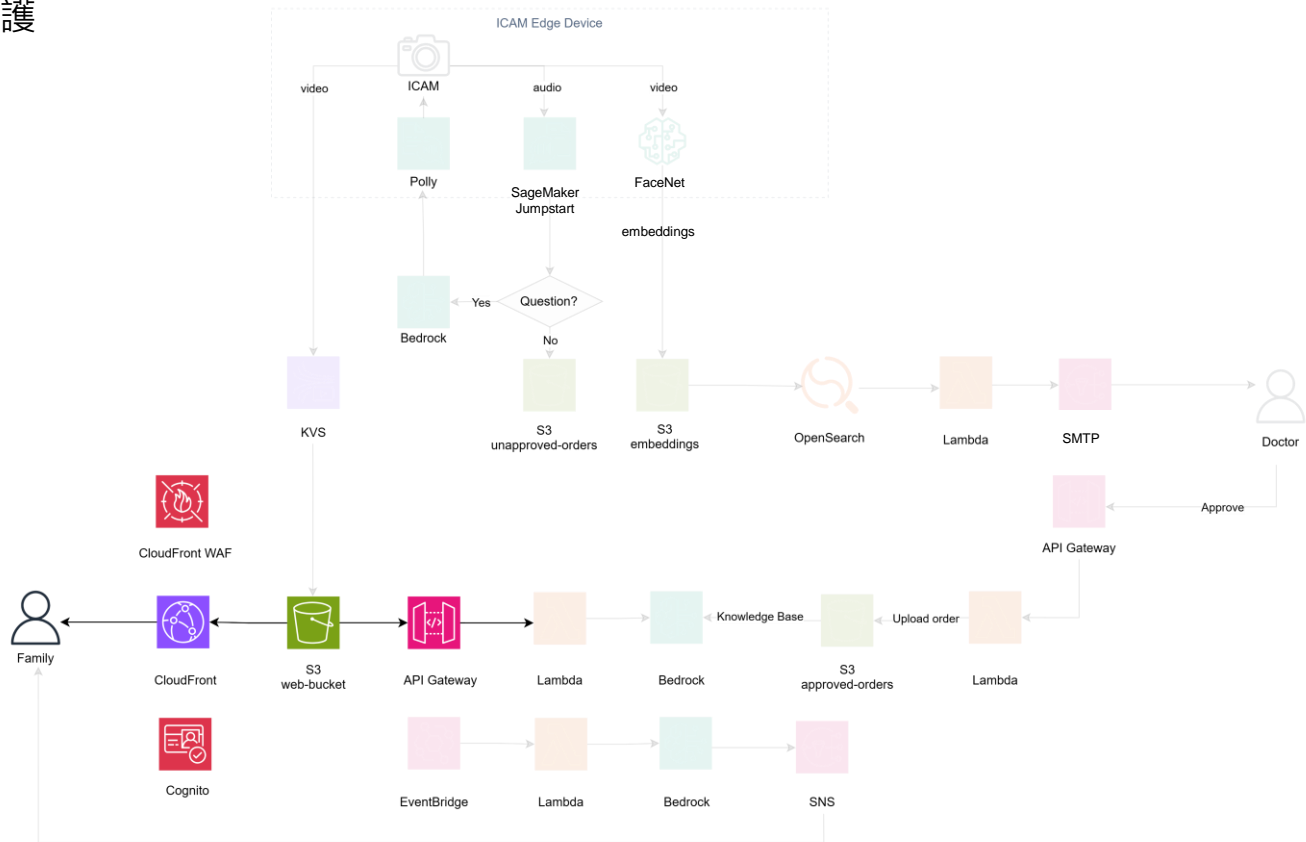 護
ICAM Edge Device
ICAM
video
audio
video
Polly
SageMaker
Jumpstart
FaceNet
embeddings
Yes
Question?
No
Bedrock
KVS
S3
unapproved-orders
S3
embeddings
OpenSearch
Lambda
SMTP
Doctor
Approve
API Gateway
CloudFront WAF
Knowledge Base
Upload order
Family
CloudFront
S3
web-bucket
API Gateway
Lambda
Bedrock
S3
approved-orders
Lambda
Cognito
EventBridge
Lambda
Bedrock
SNS